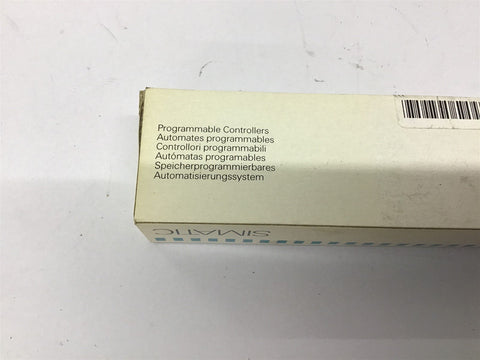 Programmable Controllers
Automates programmables
Controllori programmabili
Autómatas programables
Speicherprogrammierbares
Automatisierungssystem
SIMATIC